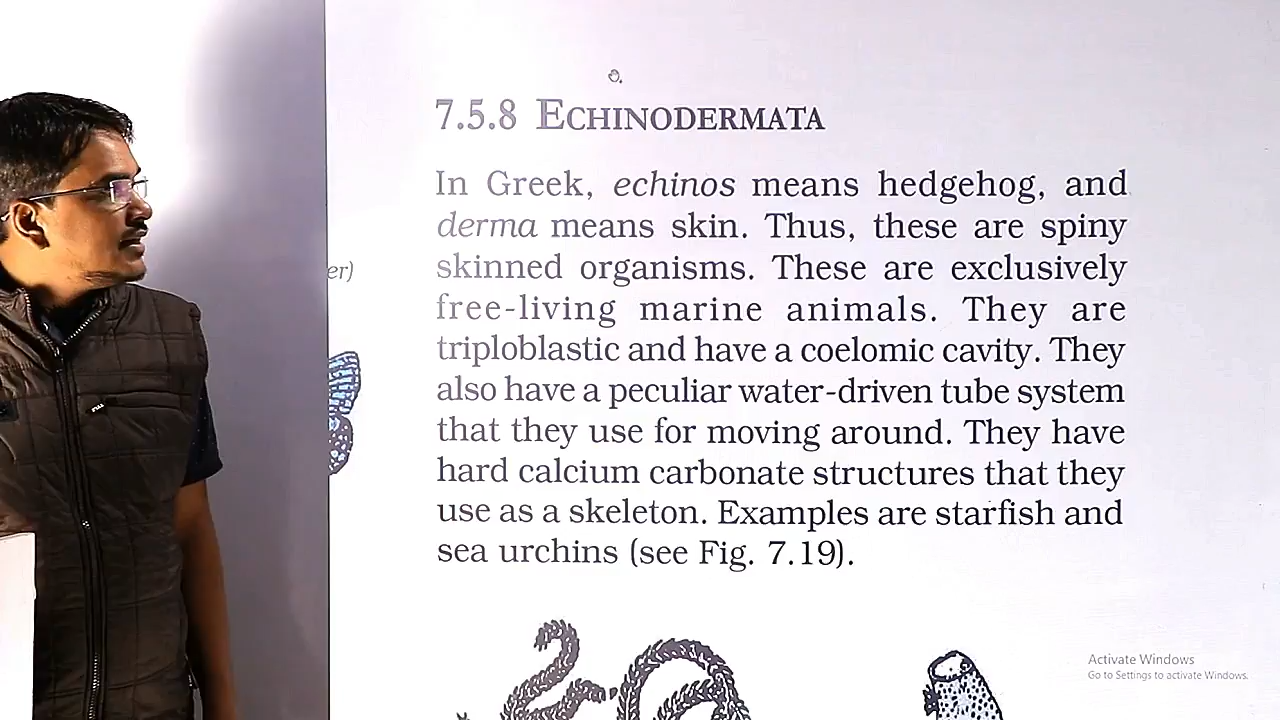 7.5.8 ECHINODERMATA
In Greek, echinos means hedgehog, and
derma means skin. Thus, these are spiny
skinned organisms. These are exclusively
er)
free-living marine animals. They are
triploblastic and have a coelomic cavity. They
also have a peculiar water-driven tube system
that they use for moving around. They have
hard calcium carbonate structures that they
use as a skeleton. Examples are starfish and
sea urchins (see Fig. 7.19).
Activate Windows
Go to Settings to activate Windows.